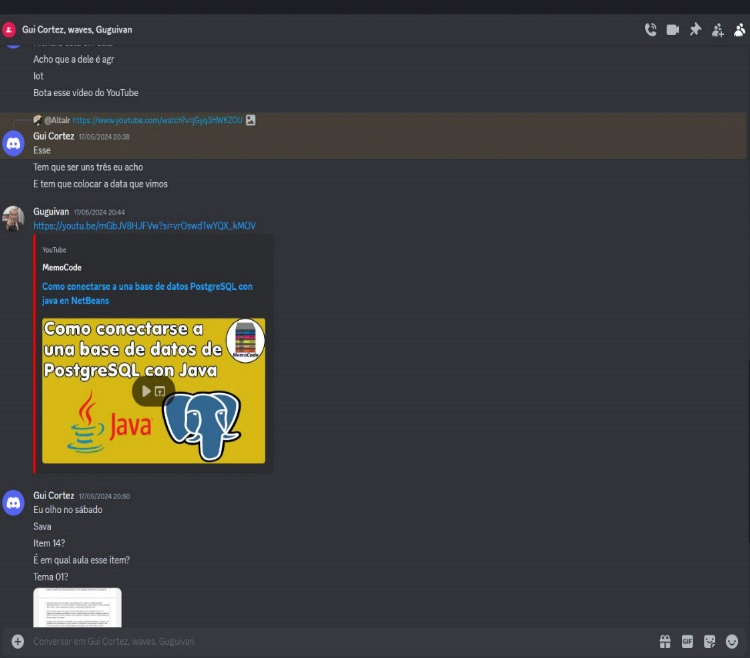 Gui Cortez, waves, Guguivan
Acho que a dele é agr
Iot
Bota esse vídeo do YouTube
@Altair https://www.youtube.com/watch?v=jGyq3HWKZOU
Gui Cortez 17/05/2024 20:38
Esse
Tem que ser uns três eu acho
E tem que colocar a data que vimos
Guguivan 17/05/2024 20:44
https://youtu.be/mGbJV8HJFVw?si=vrOswdTwYQX_kMOV
YouTube
MemoCode
Como conectarse a una base de datos PostgreSQL con
java en NetBeans
Como conectarse a
una base de datos de
PostgreSQL con Java
MemoCode
Java
Gui Cortez 17/05/2024 20:50
Eu olho no sábado
Sava
Item 14?
É em qual aula esse item?
Tema 01?
Conversar em Gui Cortez, waves, Guguivan
GIF